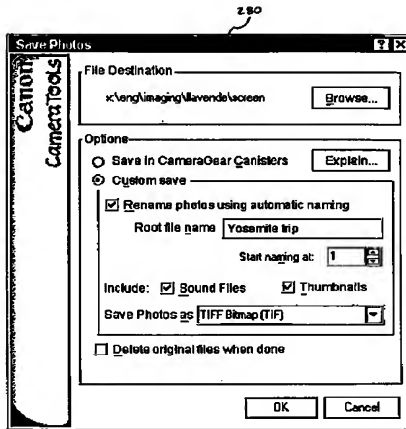 280
Save Photos
Canon
CameraTools
File Destination
x:\eng\imaging\llavende\screen
Browse...
Options
Save in CameraGear Canisters
Explain...
Custom save
Rename photos using automatic naming
Root file name
Yosemite trip
Start naming at:
1
Include:
Sound Files
Thumbnails
Save Photos as
TIFF Bitmap (TIF)
Delete original files when done
OK
Cancel